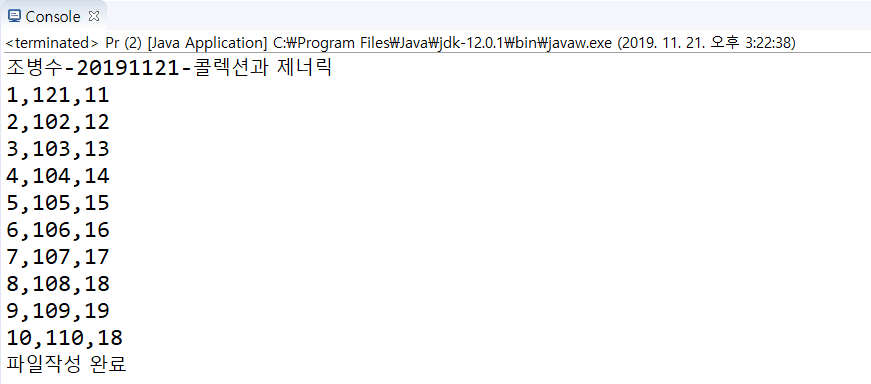 Console
<terminated> Pr (2) [Java Application] C:₩Program Files₩Java₩jdk-12.0.1₩bin₩javaw.exe (2019. 11. 21. 오후 3:22:38)
조병수-20191121-콜렉션과 제너릭
1,121,11
2,102,12
3,103,13
4,104,14
5,105,15
6,106,16
7,107,17
8,108,18
9,109,19
10,110,18
파일작성 완료